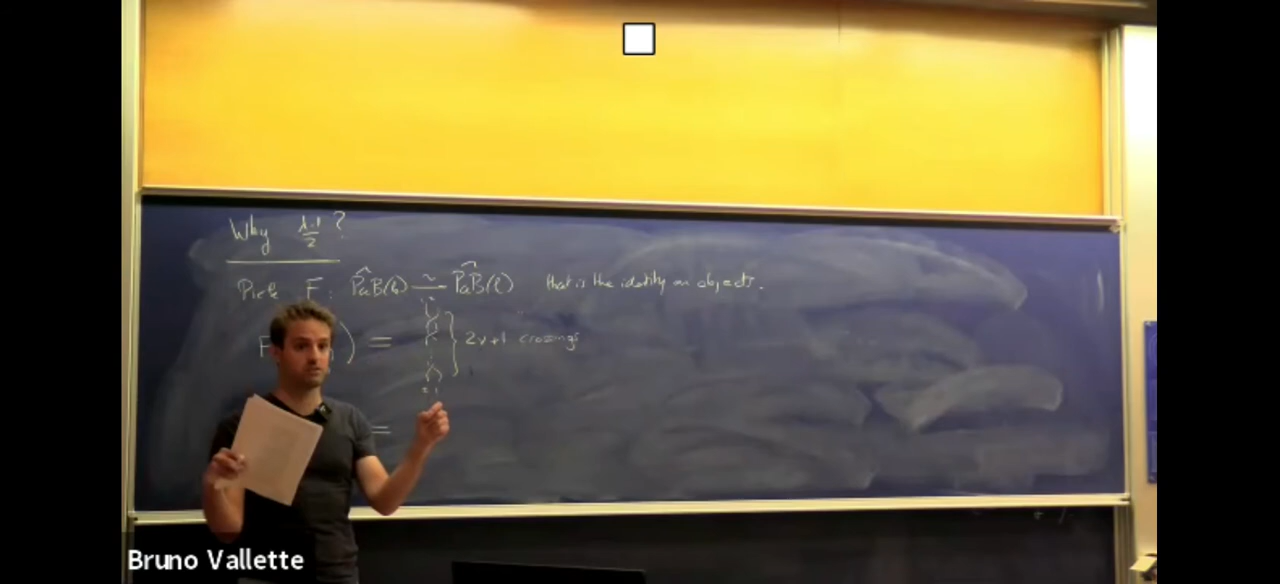 Why λ-1/2 ?
Pick F : P̂aB(k) ⥲ P̂aB(k) that is the identity on objects.
F ) = } 2ν+1 crossings
=
Bruno Vallette